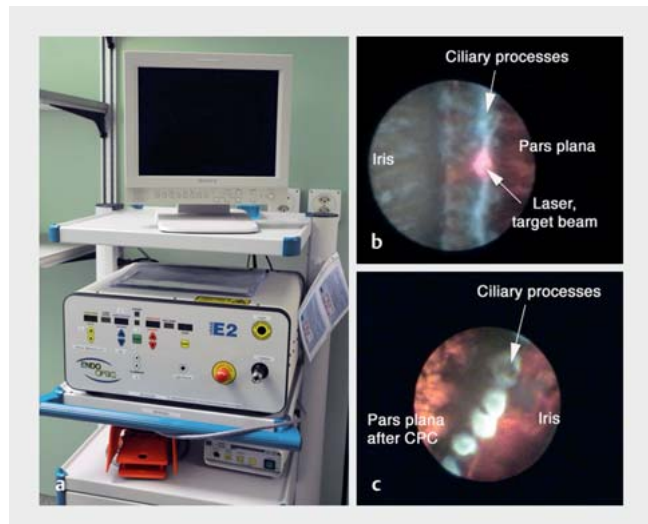 E2
ENDO
OPTIKS
a
Ciliary processes
Iris
Pars plana
Laser,
target beam
b
Ciliary processes
Pars plana
after CPC
Iris
c